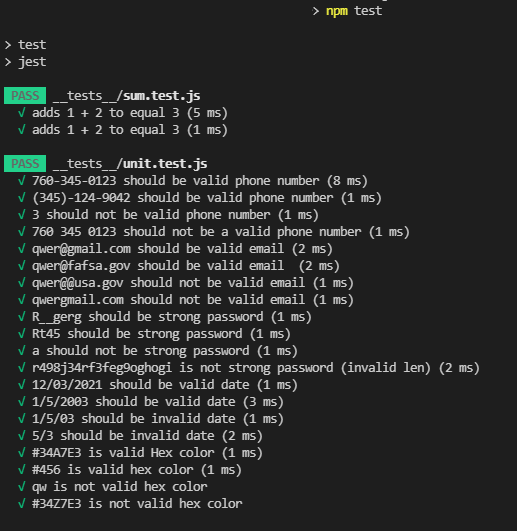 > npm test
> test
> jest
PASS __tests__/sum.test.js
√ adds 1 + 2 to equal 3 (5 ms)
√ adds 1 + 2 to equal 3 (1 ms)
PASS __tests__/unit.test.js
√ 760-345-0123 should be valid phone number (8 ms)
√ (345)-124-9042 should be valid phone number (1 ms)
√ 3 should not be valid phone number (1 ms)
√ 760 345 0123 should not be a valid phone number (1 ms)
√ qwer@gmail.com should be valid email (2 ms)
√ qwer@fafsa.gov should be valid email  (2 ms)
√ qwer@@usa.gov should not be valid email (1 ms)
√ qwergmail.com should not be valid email (1 ms)
√ R__gerg should be strong password (1 ms)
√ Rt45 should be strong password (1 ms)
√ a should not be strong password (1 ms)
√ r498j34rf3feg9oghogi is not strong password (invalid len) (2 ms)
√ 12/03/2021 should be valid date (1 ms)
√ 1/5/2003 should be valid date (3 ms)
√ 1/5/03 should be invalid date (1 ms)
√ 5/3 should be invalid date (2 ms)
√ #34A7E3 is valid Hex color (1 ms)
√ #456 is valid hex color (1 ms)
√ qw is not valid hex color
√ #34Z7E3 is not valid hex color